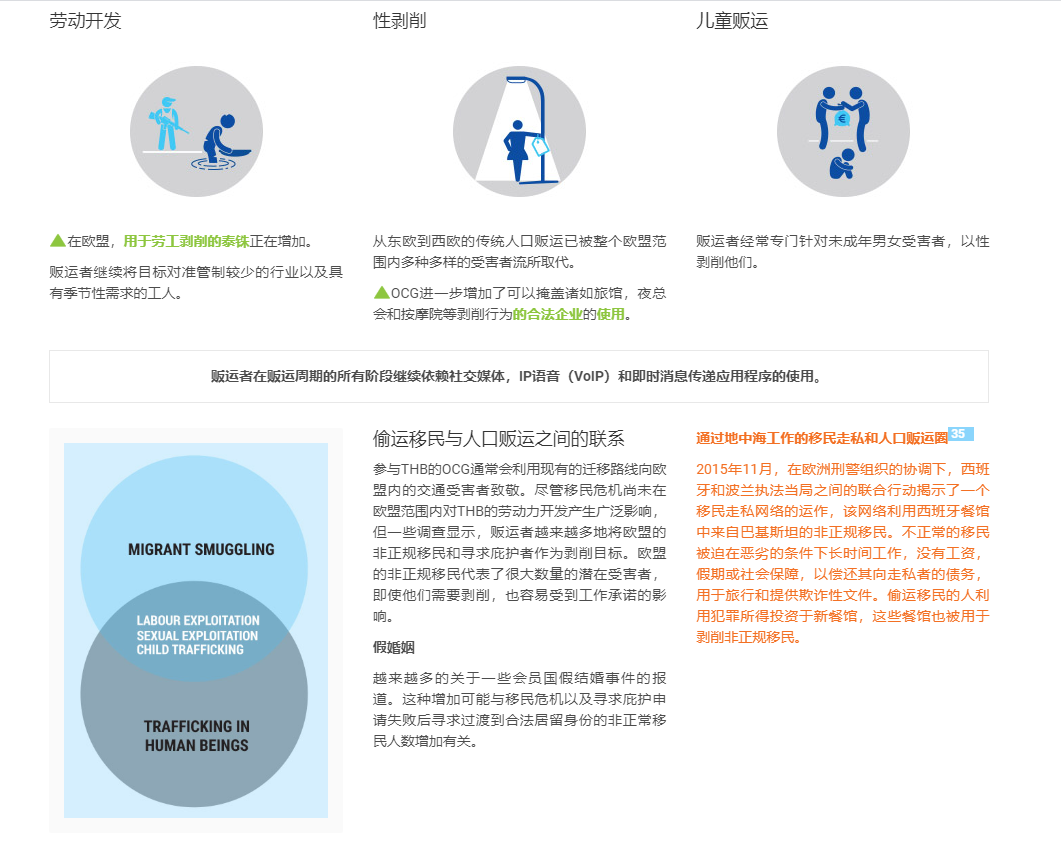 劳动开发
性剥削
儿童贩运
€
在欧盟，用于劳工剥削的泰铢正在增加。
贩运者继续将目标对准管制较少的行业以及具
有季节性需求的工人。
从东欧到西欧的传统人口贩运已被整个欧盟范
围内多种多样的受害者流所取代。
OCG进一步增加了可以掩盖诸如旅馆，夜总
会和按摩院等剥削行为的合法企业的使用。
贩运者经常专门针对未成年男女受害者，以性
剥削他们。
贩运者在贩运周期的所有阶段继续依赖社交媒体，IP语音（VoIP）和即时消息传递应用程序的使用。
MIGRANT SMUGGLING
LABOUR EXPLOITATION
SEXUAL EXPLOITATION
CHILD TRAFFICKING
TRAFFICKING IN
HUMAN BEINGS
偷运移民与人口贩运之间的联系
参与THB的OCG通常会利用现有的迁移路线向欧
盟内的交通受害者致敬。尽管移民危机尚未在
欧盟范围内对THB的劳动力开发产生广泛影响，
但一些调查显示，贩运者越来越多地将欧盟的
非正规移民和寻求庇护者作为剥削目标。欧盟
的非正规移民代表了很大数量的潜在受害者，
即使他们需要剥削，也容易受到工作承诺的影
响。
假婚姻
越来越多的关于一些会员国假结婚事件的报
道。这种增加可能与移民危机以及寻求庇护申
请失败后寻求过渡到合法居留身份的非正常移
民人数增加有关。
通过地中海工作的移民走私和人口贩运圈35
2015年11月，在欧洲刑警组织的协调下，西班
牙和波兰执法当局之间的联合行动揭示了一个
移民走私网络的运作，该网络利用西班牙餐馆
中来自巴基斯坦的非正规移民。不正常的移民
被迫在恶劣的条件下长时间工作，没有工资，
假期或社会保障，以偿还其向走私者的债务，
用于旅行和提供欺诈性文件。偷运移民的人利
用犯罪所得投资于新餐馆，这些餐馆也被用于
剥削非正规移民。